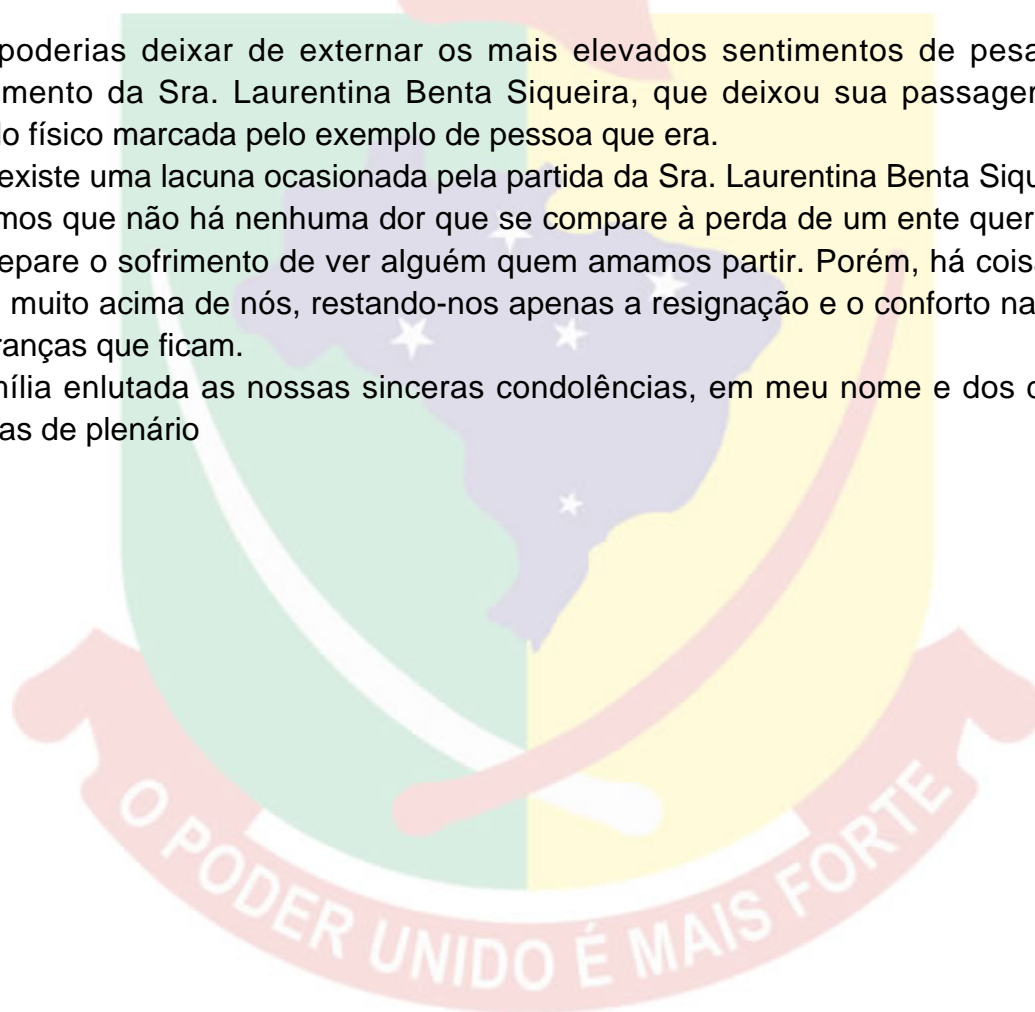 poderias deixar de externar os mais elevados sentimentos de pesa
mento da Sra. Laurentina Benta Siqueira, que deixou sua passager
o físico marcada pelo exemplo de pessoa que era.
existe uma lacuna ocasionada pela partida da Sra. Laurentina Benta Siqu
mos que não há nenhuma dor que se compare à perda de um ente quer
epare o sofrimento de ver alguém quem amamos partir. Porém, há cois
muito acima de nós, restando-nos apenas a resignação e o conforto na
ranças que ficam.
mília enlutada as nossas sinceras condolências, em meu nome e dos
as de plenário
O PODER UNIDO É MAIS FORTE